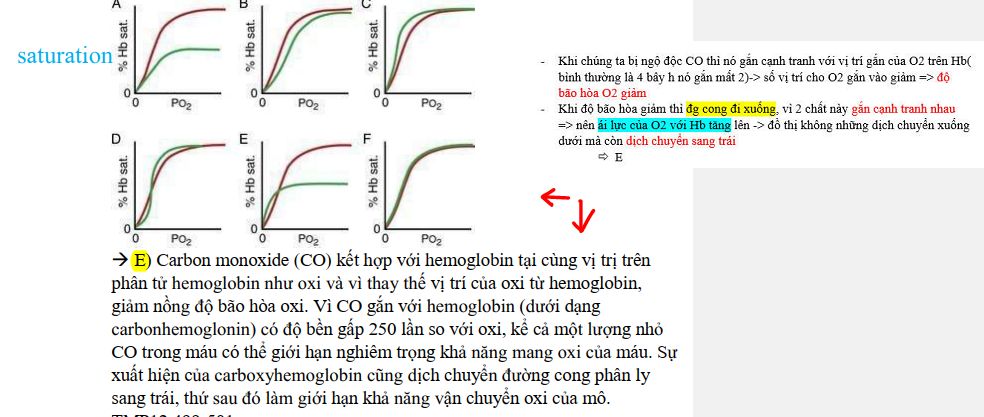 A B C
saturation
% Hb sat. % Hb sat. % Hb sat.
0 0 0
0 PO2 0 PO2 0 PO2
D E F
% Hb sat. % Hb sat. % Hb sat.
0 0 0
0 PO2 0 PO2 0 PO2
- Khi chúng ta bị ngộ độc CO thì nó gắn cạnh tranh với vị trí gắn của O2 trên Hb(
bình thường là 4 bây h nó gắn mất 2)-> số vị trí cho O2 gắn vào giảm => độ
bão hòa O2 giảm
- Khi độ bão hòa giảm thì đg cong đi xuống, vì 2 chất này gắn cạnh tranh nhau
=> nên ái lực của O2 với Hb tăng lên -> đồ thị không những dịch chuyển xuống
dưới mà còn dịch chuyển sang trái
⇨ E
→ E) Carbon monoxide (CO) kết hợp với hemoglobin tại cùng vị trị trên
phân tử hemoglobin như oxi và vì thay thế vị trí của oxi từ hemoglobin,
giảm nồng độ bão hòa oxi. Vì CO gắn với hemoglobin (dưới dạng
carbonhemoglonin) có độ bền gấp 250 lần so với oxi, kể cả một lượng nhỏ
CO trong máu có thể giới hạn nghiêm trọng khả năng mang oxi của máu. Sự
xuất hiện của carboxyhemoglobin cũng dịch chuyển đường cong phân ly
sang trái, thứ sau đó làm giới hạn khả năng vận chuyển oxi của mô.